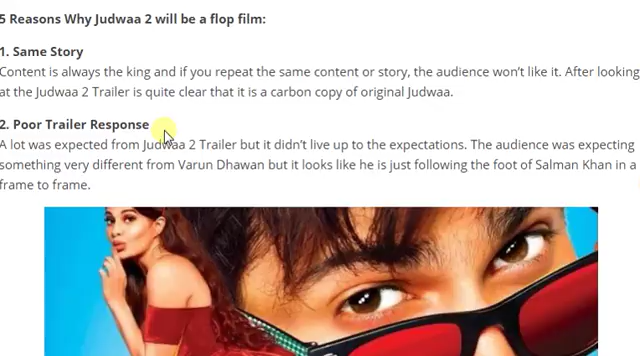 5 Reasons Why Judwaa 2 will be a flop film:
1. Same Story
Content is always the king and if you repeat the same content or story, the audience won't like it. After looking
at the Judwaa 2 Trailer is quite clear that it is a carbon copy of original Judwaa.
2. Poor Trailer Response
A lot was expected from Judwaa 2 Trailer but it didn't live up to the expectations. The audience was expecting
something very different from Varun Dhawan but it looks like he is just following the foot of Salman Khan in a
frame to frame.